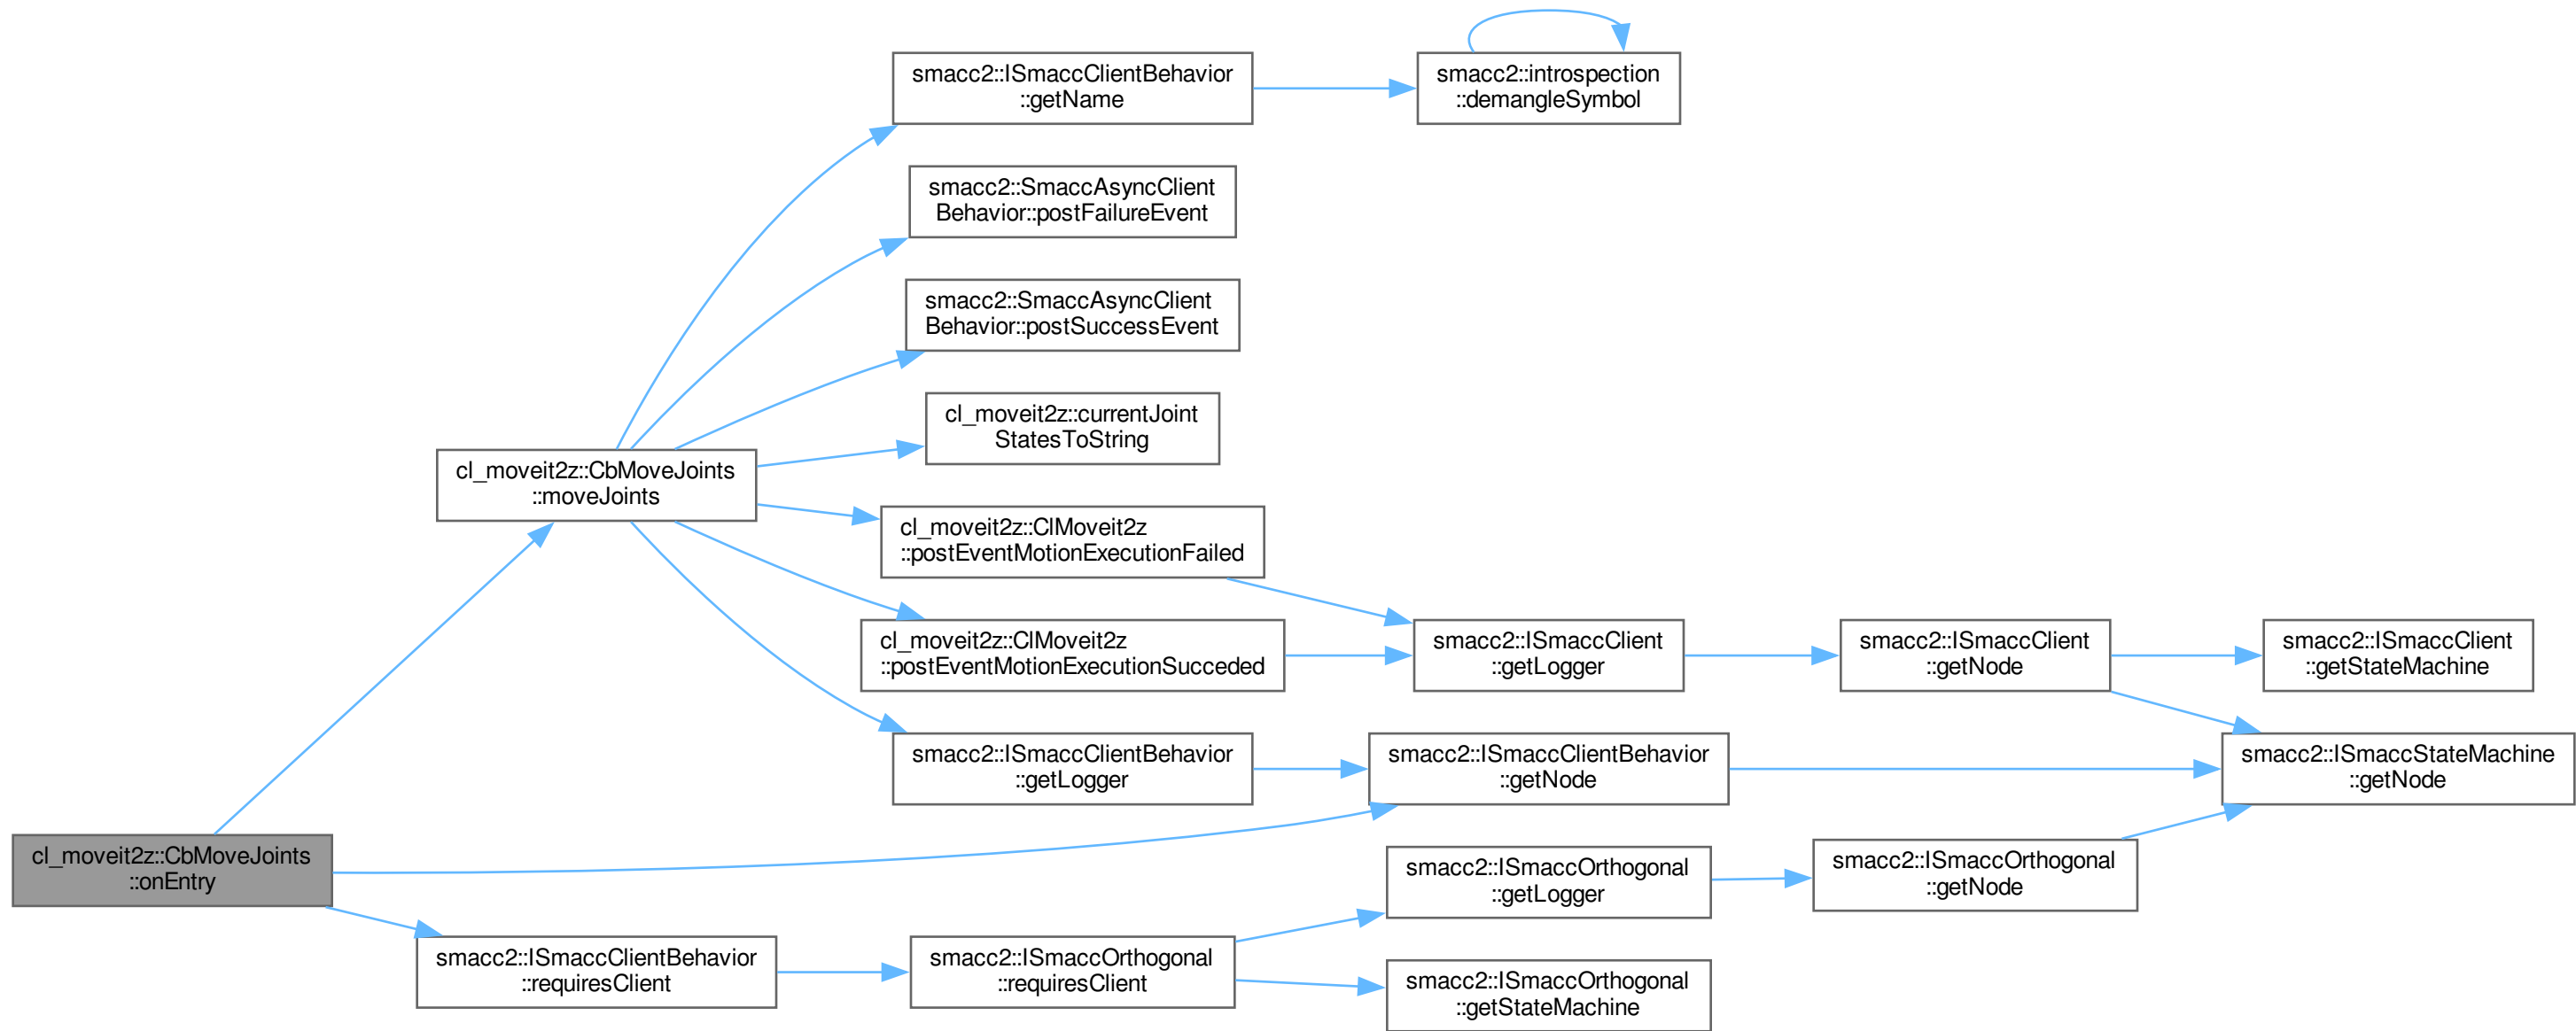 smacc2::ISmaccClientBehavior
::getName
smacc2::introspection
::demangleSymbol
smacc2::SmaccAsyncClient
Behavior::postFailureEvent
smacc2::SmaccAsyncClient
Behavior::postSuccessEvent
cl_moveit2z::currentJoint
StatesToString
cl_moveit2z::CbMoveJoints
::moveJoints
cl_moveit2z::ClMoveit2z
::postEventMotionExecutionFailed
cl_moveit2z::ClMoveit2z
::postEventMotionExecutionSucceded
smacc2::ISmaccClient
::getLogger
smacc2::ISmaccClient
::getNode
smacc2::ISmaccClient
::getStateMachine
smacc2::ISmaccClientBehavior
::getLogger
smacc2::ISmaccClientBehavior
::getNode
smacc2::ISmaccStateMachine
::getNode
cl_moveit2z::CbMoveJoints
::onEntry
smacc2::ISmaccOrthogonal
::getLogger
smacc2::ISmaccOrthogonal
::getNode
smacc2::ISmaccClientBehavior
::requiresClient
smacc2::ISmaccOrthogonal
::requiresClient
smacc2::ISmaccOrthogonal
::getStateMachine